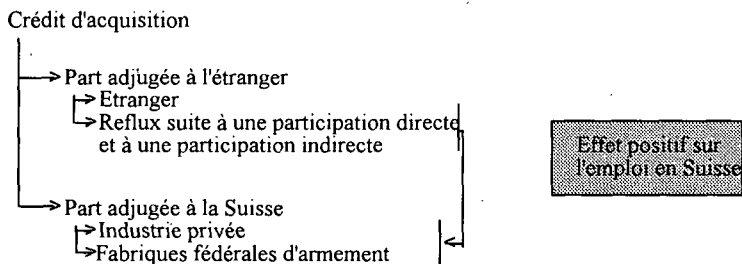 Crédit d'acquisition
Part adjugée à l'étranger
Etranger
Reflux suite à une participation directe
et à une participation indirecte
Effet positif sur
l'emploi en Suisse
Part adjugée à la Suisse
Industrie privée
Fabriques fédérales d'armement